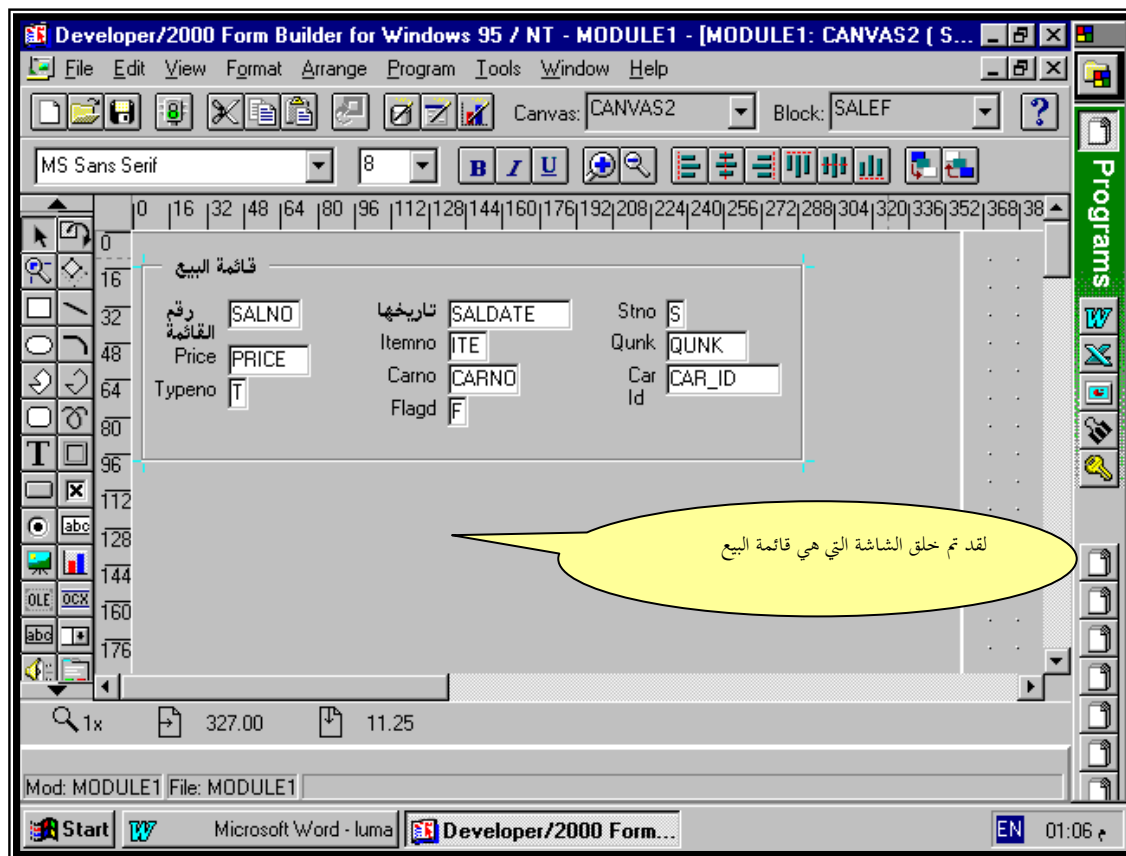 Developer/2000 Form Builder for Windows 95 / NT - MODULE1 - [MODULE1: CANVAS2 ( S...
File Edit View Format Arrange Program Tools Window Help
Canvas: CANVAS2 Block: SALEF
MS Sans Serif 8 B I U
0 16 32 48 64 80 96 112 128 144 160 176 192 208 224 240 256 272 288 304 320 336 352 368 38
0
16
32
48
64
80
96
112
128
144
160
176
قائمة البيع
رقم القائمة SALNO تاريخها SALDATE Stno S
Price PRICE Itemno ITE Qunk QUNK
Typeno T Carno CARNO Car Id CAR_ID
Flagd F
لقد تم خلق الشاشة التي هي قائمة البيع
T
abc
OLE OCX
abc
1x 327.00 11.25
Mod: MODULE1 File: MODULE1
Start Microsoft Word - luma Developer/2000 Form... EN 01:06 م
Programs